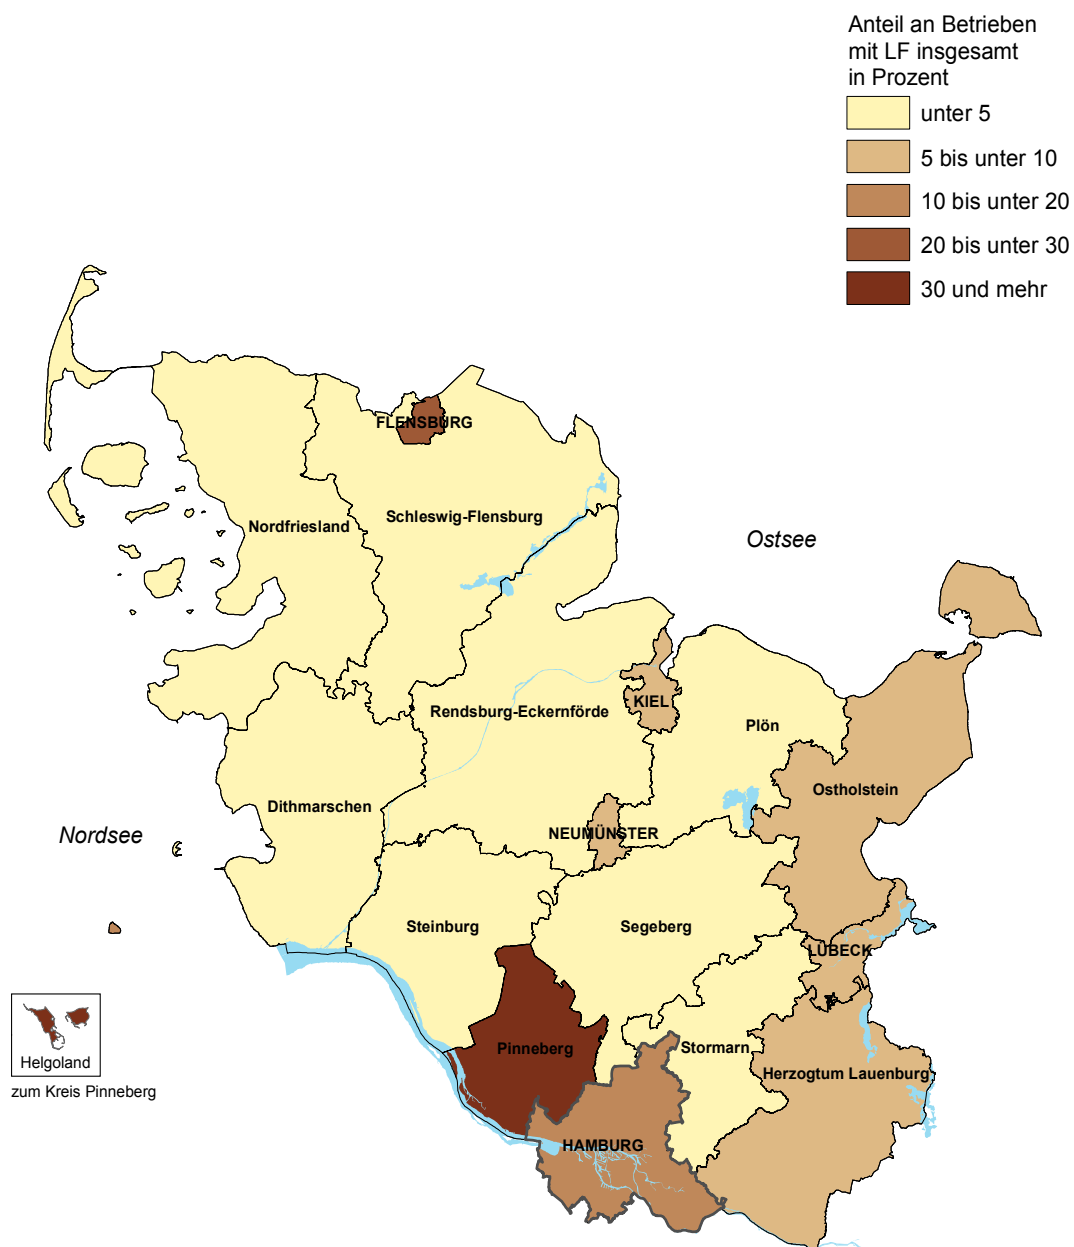 Anteil an Betrieben
mit LF insgesamt
in Prozent
unter 5
5 bis unter 10
10 bis unter 20
20 bis unter 30
30 und mehr
FLENSBURG
Nordfriesland
Schleswig-Flensburg
Ostsee
KIEL
Rendsburg-Eckernförde
Plön
Ostholstein
Dithmarschen
Nordsee
NEUMÜNSTER
Steinburg
Segeberg
LÜBECK
Pinneberg
Stormarn
Helgoland
Herzogtum Lauenburg
zum Kreis Pinneberg
HAMBURG